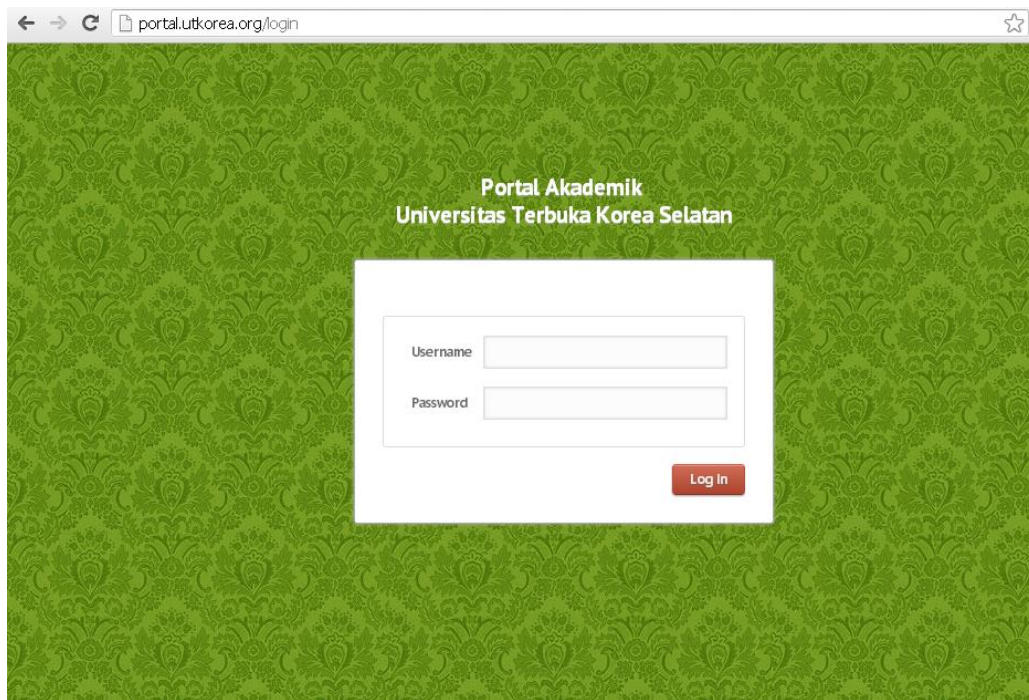 portal.utkorea.org/login
Portal Akademik
Universitas Terbuka Korea Selatan
Username
Password
Log In